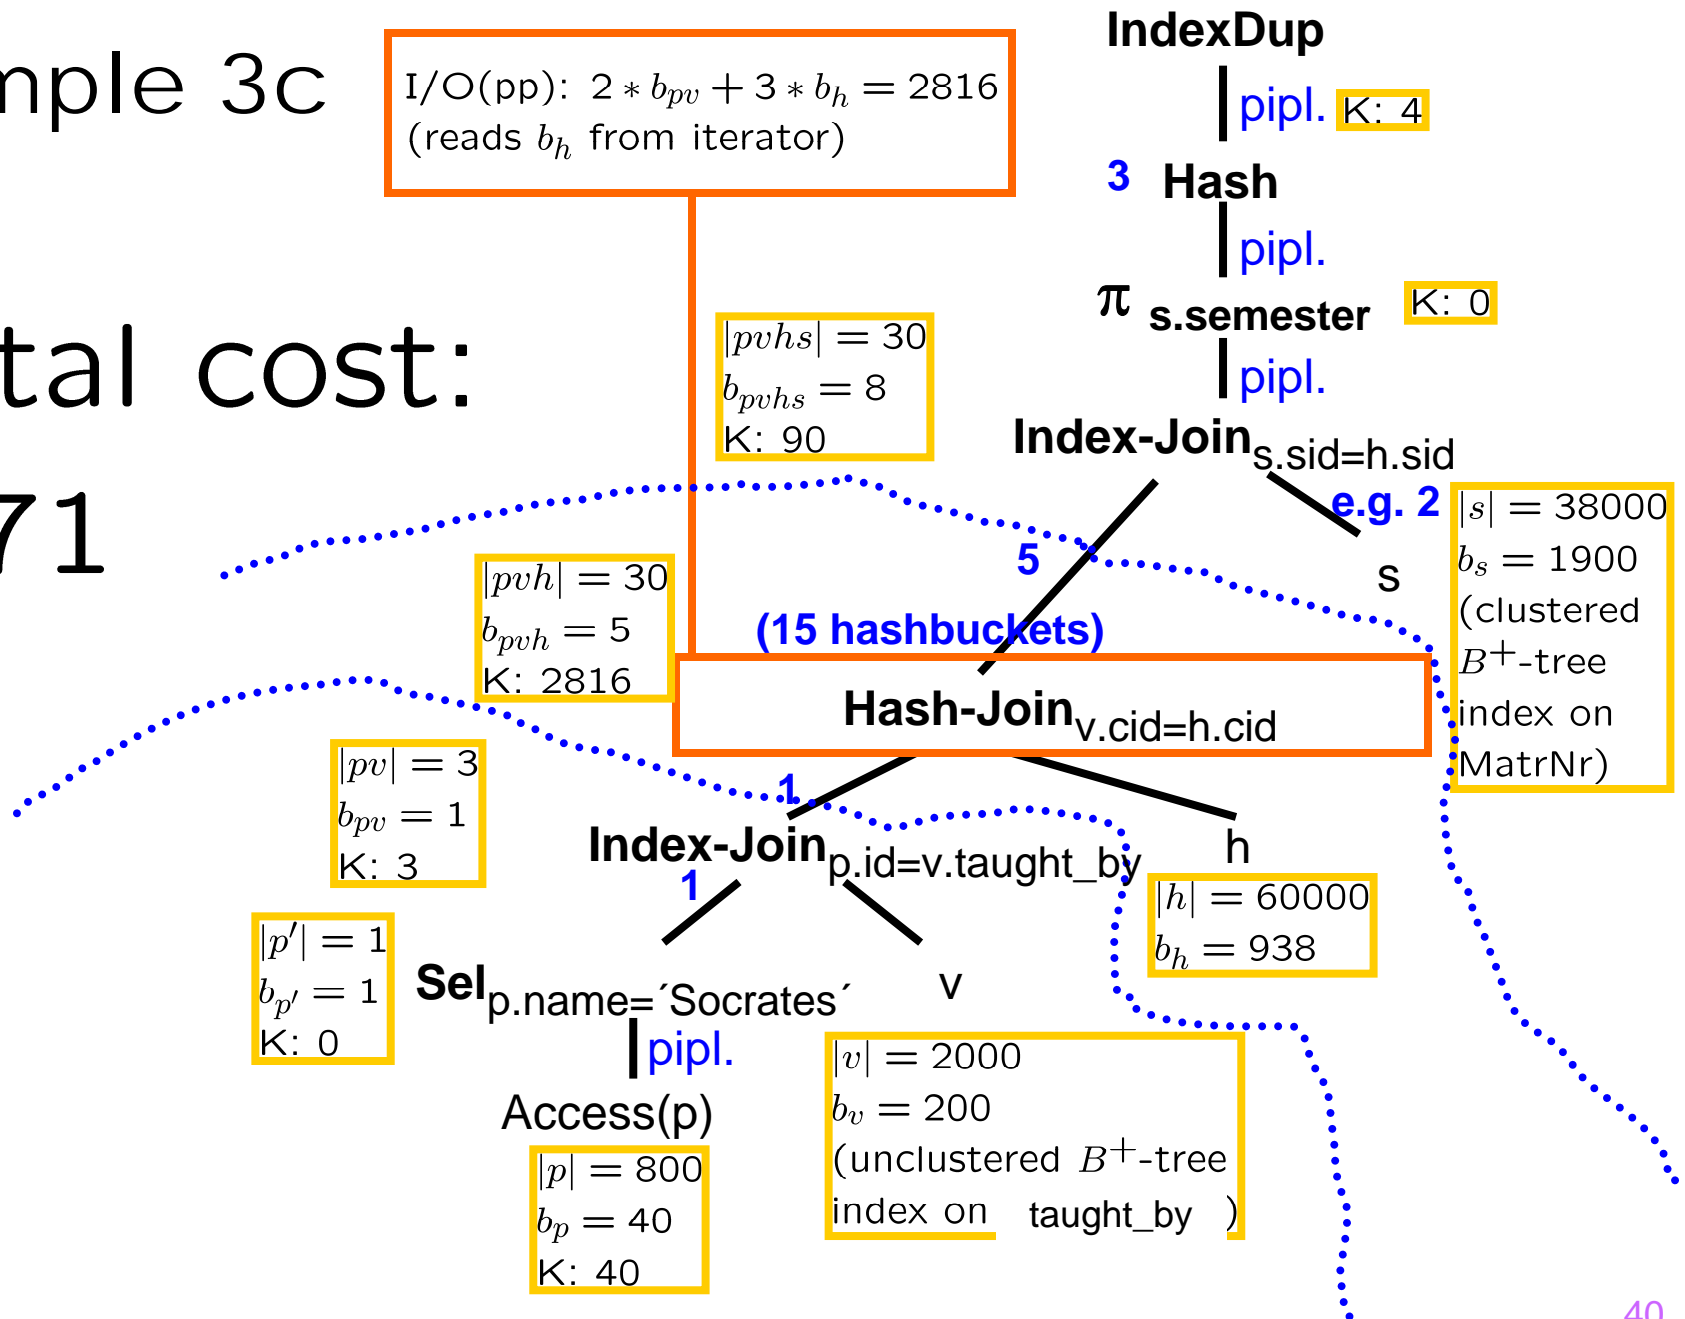 mple 3c
I/O(pp): 2 ∗ b_pv + 3 ∗ b_h = 2816
(reads b_h from iterator)
IndexDup
pipl.
K: 4
3 Hash
pipl.
π s.semester
K: 0
pipl.
tal cost:
71
|pvhs| = 30
b_pvhs = 8
K: 90
Index-Join s.sid=h.sid
e.g. 2
5
s
|s| = 38000
b_s = 1900
(clustered
B+-tree
index on
MatrNr)
|pvh| = 30
b_pvh = 5
K: 2816
(15 hashbuckets)
Hash-Join v.cid=h.cid
|pv| = 3
b_pv = 1
K: 3
1
Index-Join p.id=v.taught_by
1
h
|h| = 60000
b_h = 938
|p′| = 1
b_p′ = 1
K: 0
Sel p.name=´Socrates´
v
pipl.
Access(p)
|p| = 800
b_p = 40
K: 40
|v| = 2000
b_v = 200
(unclustered B+-tree
index on taught_by )
40